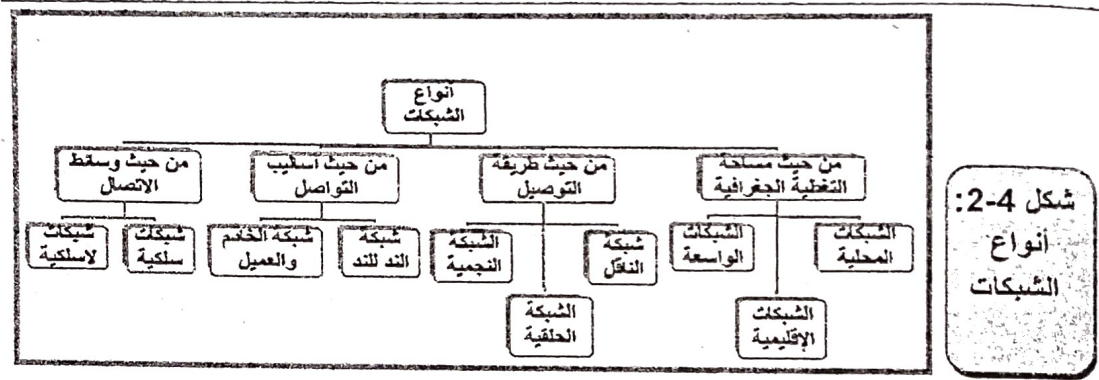 أنواع
الشبكات
من حيث مساحة
التغطية الجغرافية
من حيث طريقة
التوصيل
من حيث أساليب
التواصل
من حيث وسائط
الاتصال
الشبكات
المحلية
الشبكات
الواسعة
شبكة
الناقل
الشبكة
النجمية
شبكة
الند للند
شبكة الخادم
والعميل
شبكات
سلكية
شبكات
لاسلكية
الشبكات
الإقليمية
الشبكة
الحلقية
شكل 4-2:
أنواع
الشبكات